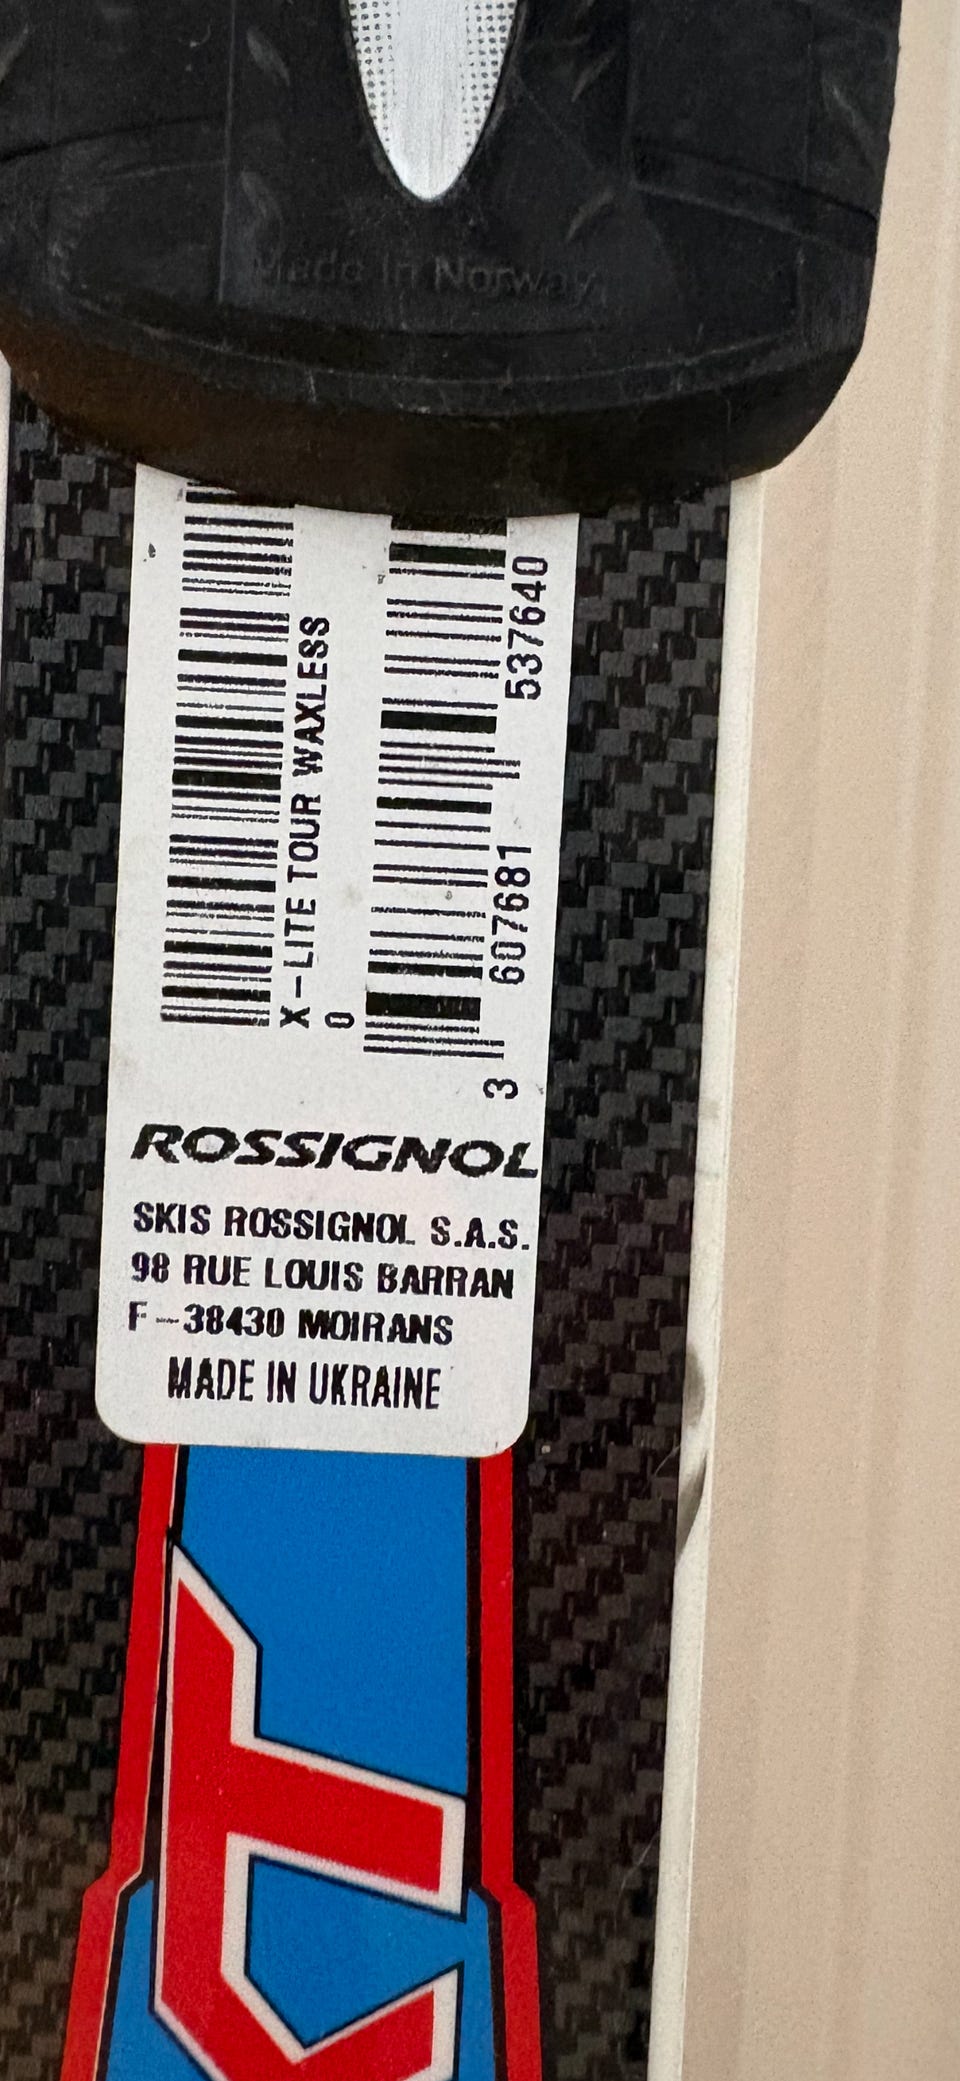 Made In Norway
X-LITE TOUR WAXLESS
0
3 607681 537640
ROSSIGNOL
SKIS ROSSIGNOL S.A.S.
98 RUE LOUIS BARRAN
F-38430 MOIRANS
MADE IN UKRAINE